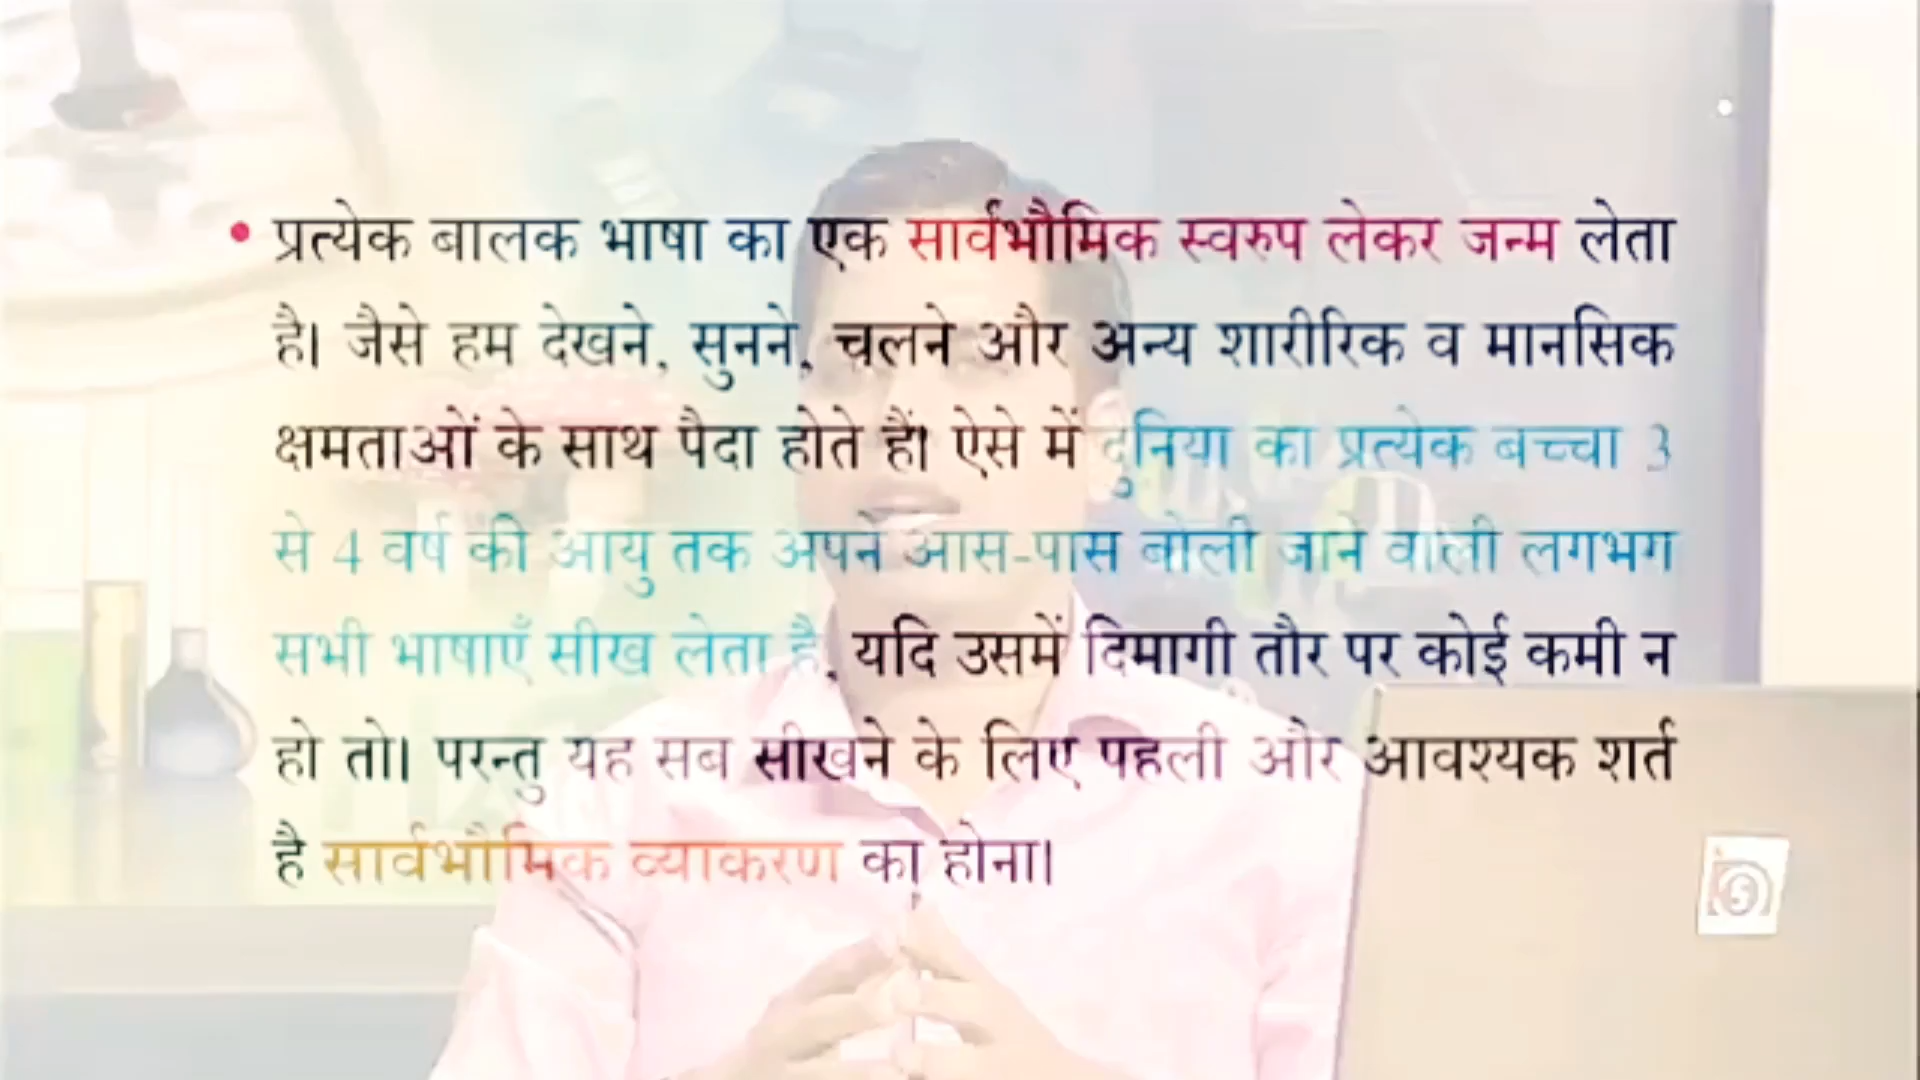 • प्रत्येक बालक भाषा का एक सार्वभौमिक स्वरुप लेकर जन्म लेता
है। जैसे हम देखने, सुनने, चलने और अन्य शारीरिक व मानसिक
क्षमताओं के साथ पैदा होते हैं। ऐसे में दुनिया का प्रत्येक बच्चा 3
से 4 वर्ष की आयु तक अपने आस-पास बोली जाने वाली लगभग
सभी भाषाएँ सीख लेता है, यदि उसमें दिमागी तौर पर कोई कमी न
हो तो। परन्तु यह सब सीखने के लिए पहली और आवश्यक शर्त
है सार्वभौमिक व्याकरण का होना।